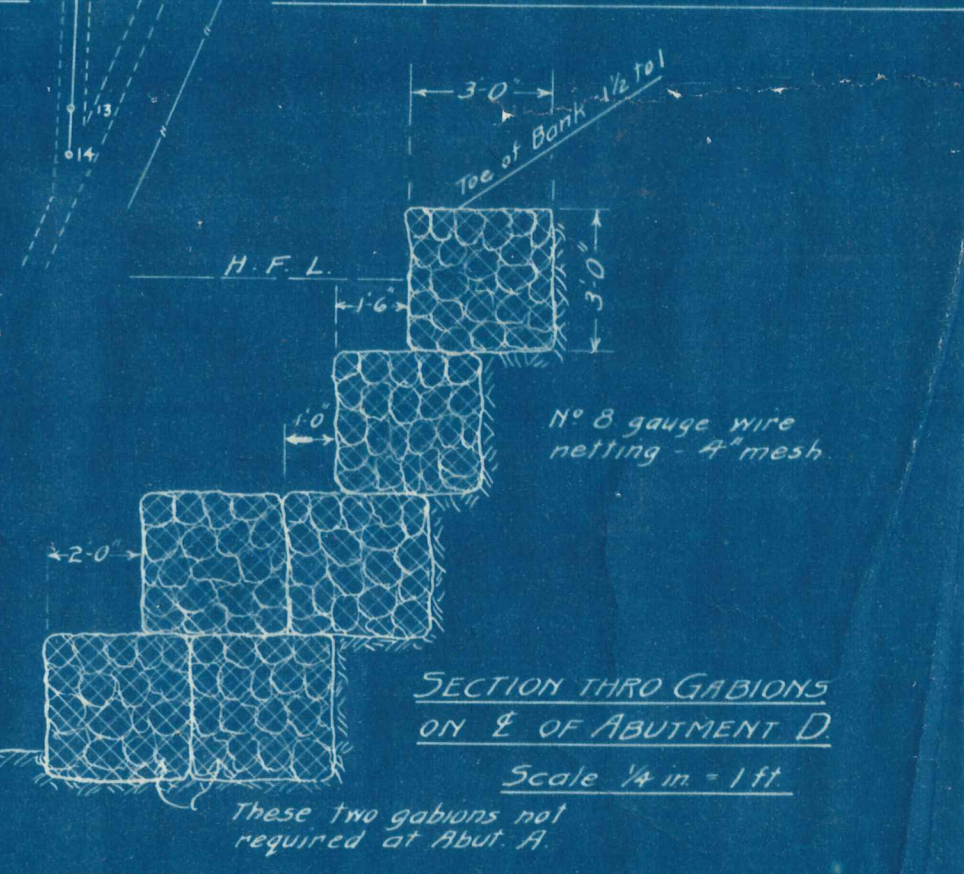 13
14
3'-0"
Toe of Bank 1½ to 1
H. F. L.
1'-6"
3'-0"
1'0"
Nº 8 gauge wire
netting - 4" mesh
2'-0"
SECTION THRO GABIONS
ON ℄ OF ABUTMENT D.
Scale ¼ in = 1 ft.
These two gabions not
required at Abut. A.